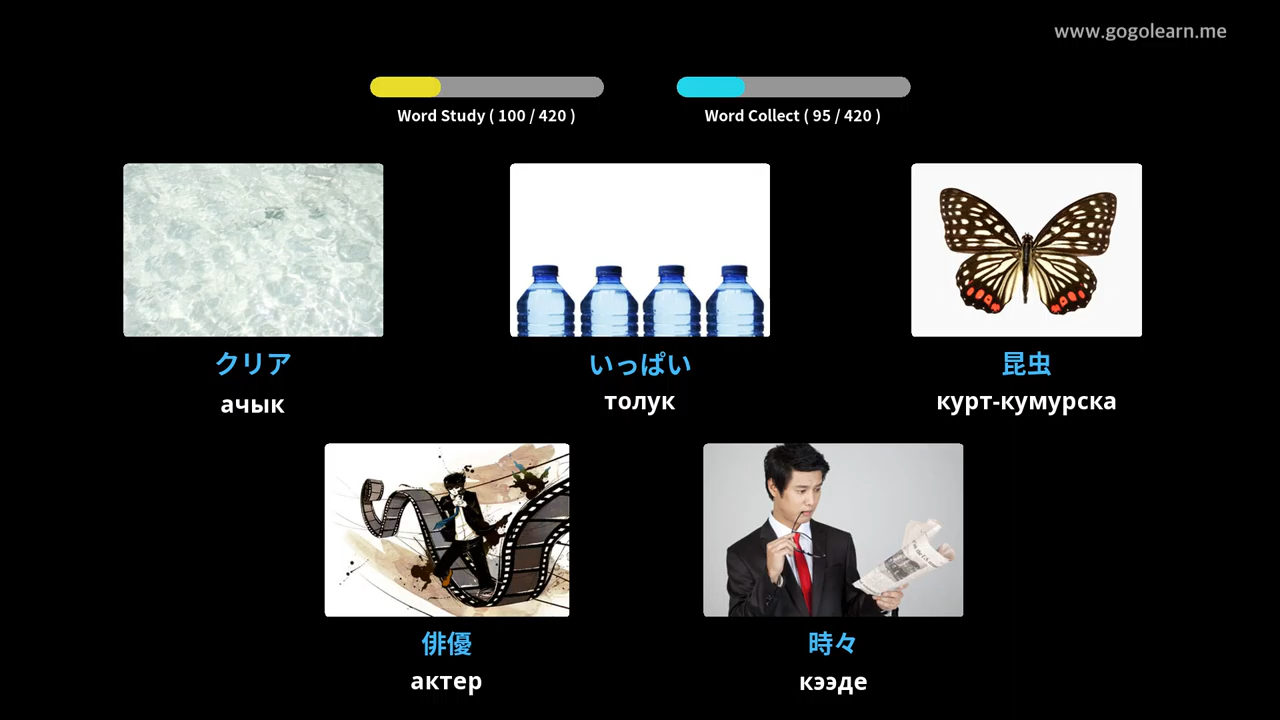 www.gogolearn.me
Word Study ( 100 / 420 )
Word Collect ( 95 / 420 )
クリア
ачык
いっぱい
толук
昆虫
курт-кумурска
俳優
актер
時々
кээде